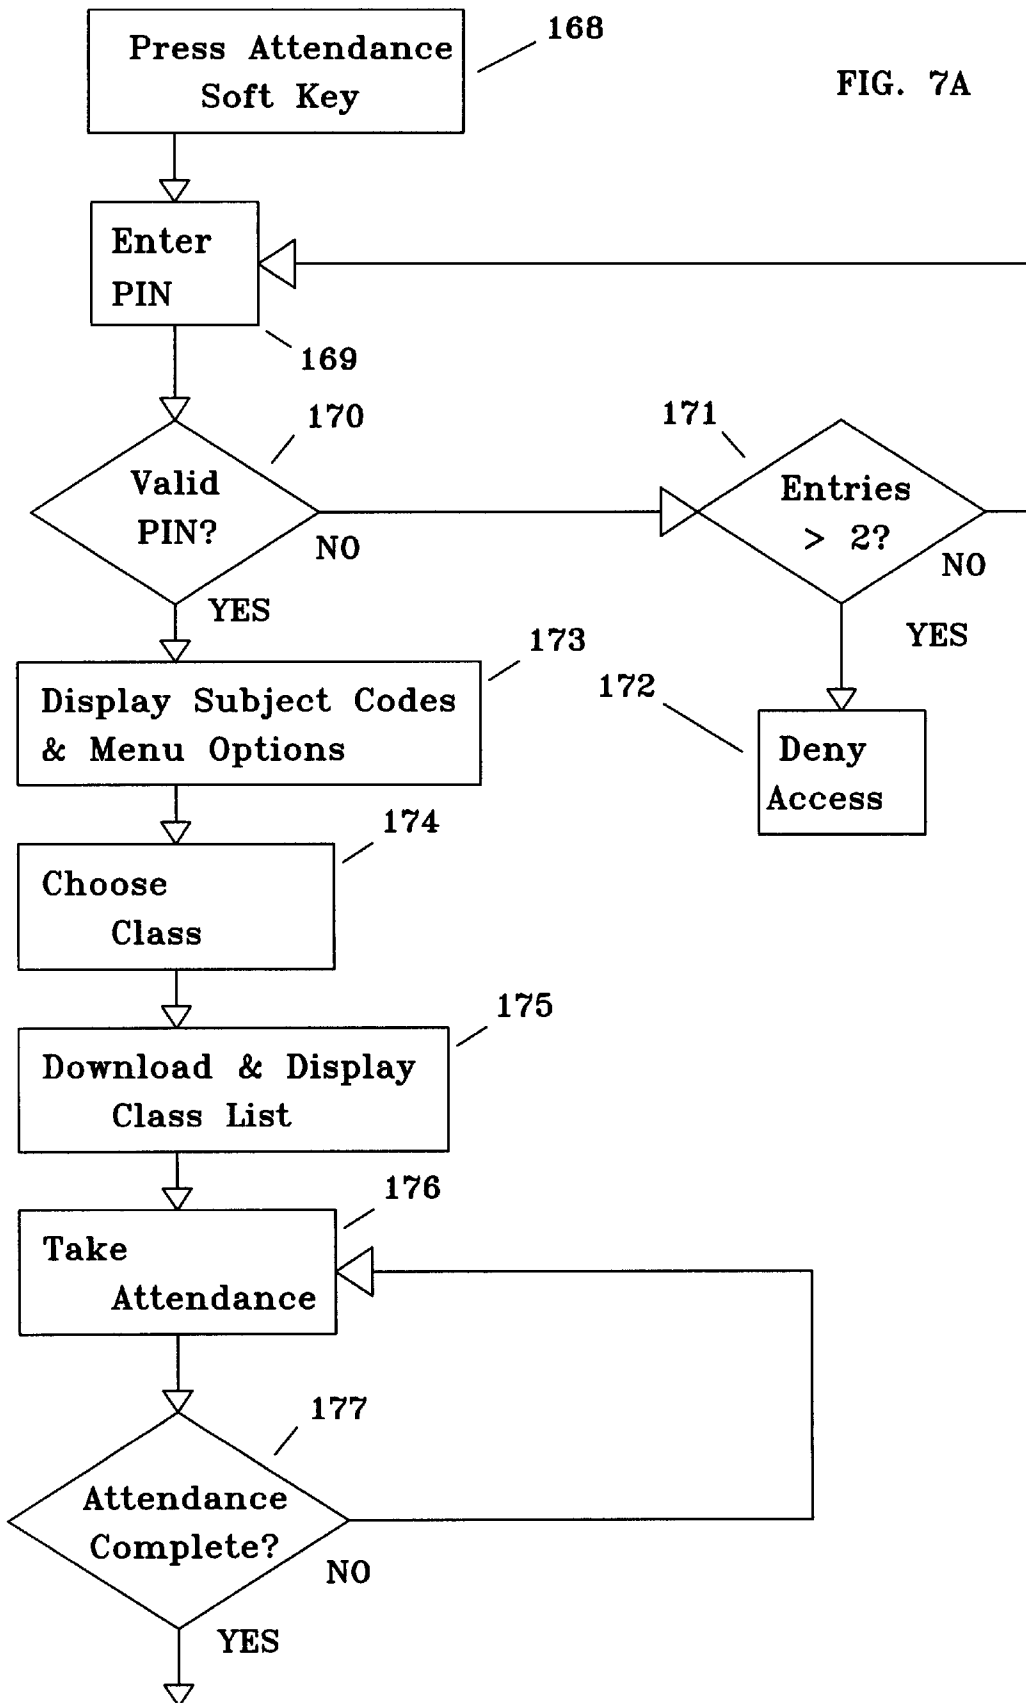 Press Attendance
Soft Key
168
FIG. 7A
Enter
PIN
169
170
Valid
PIN?
NO
YES
171
Entries
> 2?
NO
YES
172
Deny
Access
173
Display Subject Codes
& Menu Options
174
Choose
Class
175
Download & Display
Class List
176
Take
Attendance
177
Attendance
Complete?
NO
YES